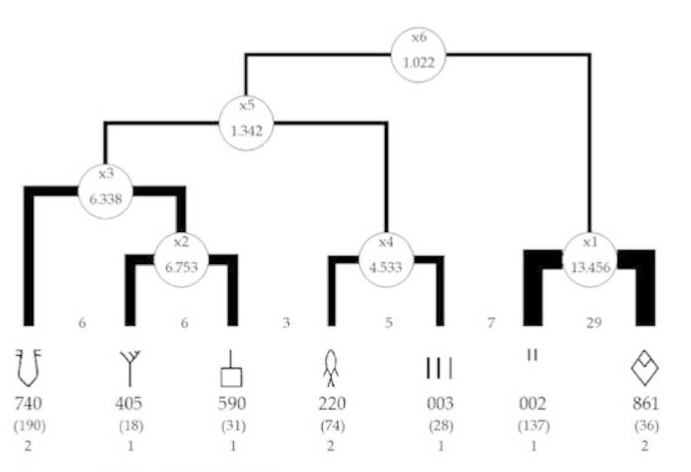 x6
1.022
x5
1.342
x3
6.338
x2
6.753
x4
4.533
x1
13.456
6 6 3 5 7 29
740 405 590 220 003 002 861
(190) (18) (31) (74) (28) (137) (36)
2 1 1 2 1 1 2